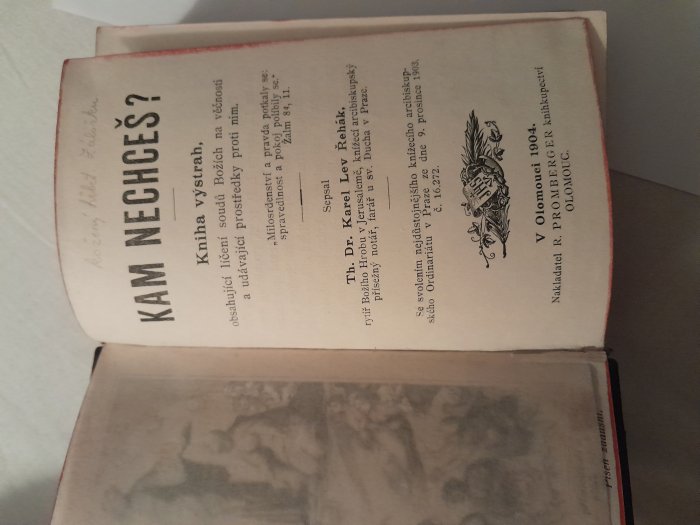 KAM NECHCEŠ?
Kniha výstrah,
obsahující líčení soudů Božích na věčnosti
a udávající prostředky proti nim.
„Milosrdenství a pravda potkaly se;
spravedlnost a pokoj políbily se.“
Žalm 84, 11.
Sepsal
Th. Dr. Karel Lev Řehák,
rytíř Božího Hrobu v Jerusalemě, knížecí arcibiskupský
přísežný notář, farář u sv. Ducha v Praze.
Se svolením nejdůstojnějšího knížecího arcibiskup-
ského Ordinariátu v Praze ze dne 9. prosince 1903,
č. 16.272.
V Olomouci 1904.
Nakladatel R. PROMBERGER knihkupectví
OLOMOUC.